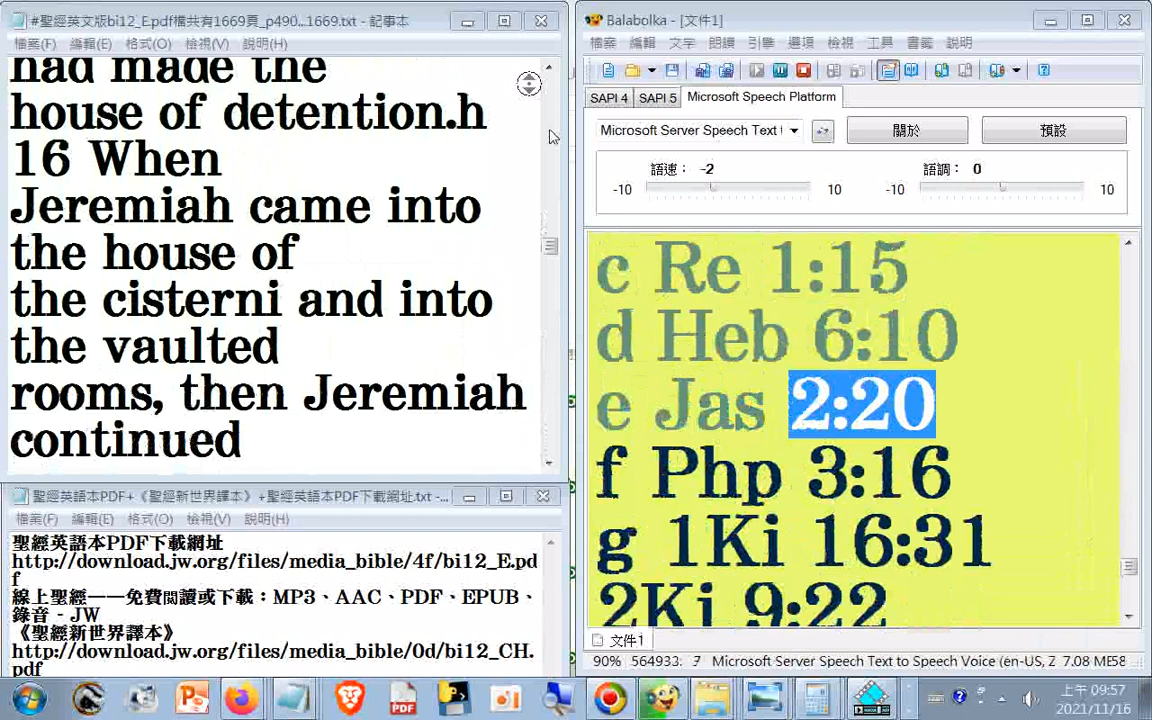 #聖經英文版bi12_E.pdf檔共有1669頁_p490...1669.txt - 記事本
檔案(F) 編輯(E) 格式(O) 檢視(V) 說明(H)
had made the
house of detention.h
16 When
Jeremiah came into
the house of
the cisterni and into
the vaulted
rooms, then Jeremiah
continued
聖經英語本PDF+《聖經新世界譯本》+聖經英語本PDF下載網址.txt -...
檔案(F) 編輯(E) 格式(O) 檢視(V) 說明(H)
聖經英語本PDF下載網址
http://download.jw.org/files/media_bible/4f/bi12_E.pd
f
線上聖經——免費閱讀或下載：MP3、AAC、PDF、EPUB、
錄音 - JW
《聖經新世界譯本》
http://download.jw.org/files/media_bible/0d/bi12_CH.
pdf
Balabolka - [文件1]
檔案 編輯 文字 朗讀 引擎 選項 檢視 工具 書籤 說明
SAPI 4 SAPI 5 Microsoft Speech Platform
Microsoft Server Speech Text t 關於 預設
語速： -2 語調： 0
-10 10 -10 10
c Re 1:15
d Heb 6:10
e Jas 2:20
f Php 3:16
g 1Ki 16:31
2Ki 9:22
文件1
90% 564933: 7 Microsoft Server Speech Text to Speech Voice (en-US, Z 7.08 ME58
PDF
上午 09:57
2021/11/16